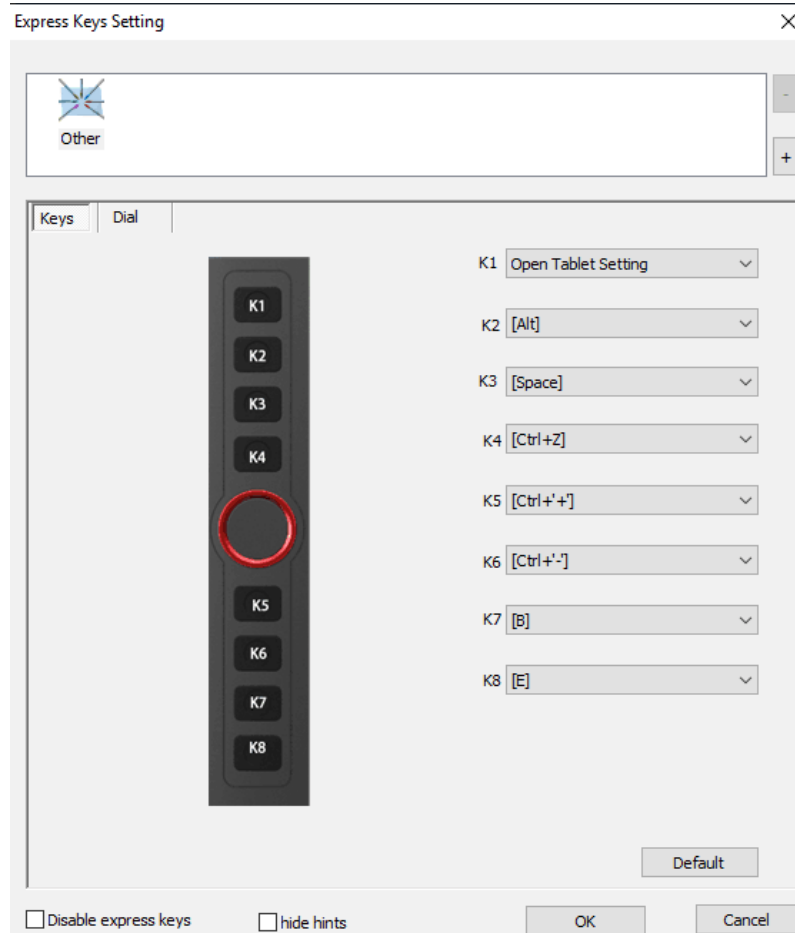 Express Keys Setting
Other
-
+
Keys
Dial
K1
K2
K3
K4
K5
K6
K7
K8
K1 Open Tablet Setting
K2 [Alt]
K3 [Space]
K4 [Ctrl+Z]
K5 [Ctrl+'+']
K6 [Ctrl+'-']
K7 [B]
K8 [E]
Default
Disable express keys
hide hints
OK
Cancel